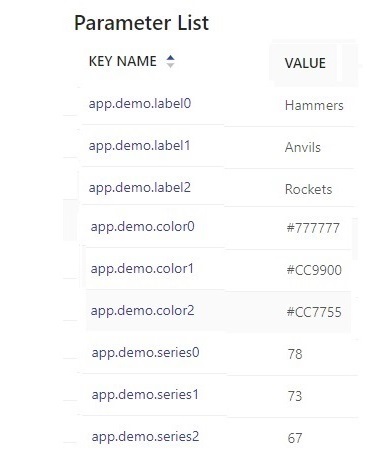 Parameter List
KEY NAME VALUE
app.demo.label0 Hammers
app.demo.label1 Anvils
app.demo.label2 Rockets
app.demo.color0 #777777
app.demo.color1 #CC9900
app.demo.color2 #CC7755
app.demo.series0 78
app.demo.series1 73
app.demo.series2 67